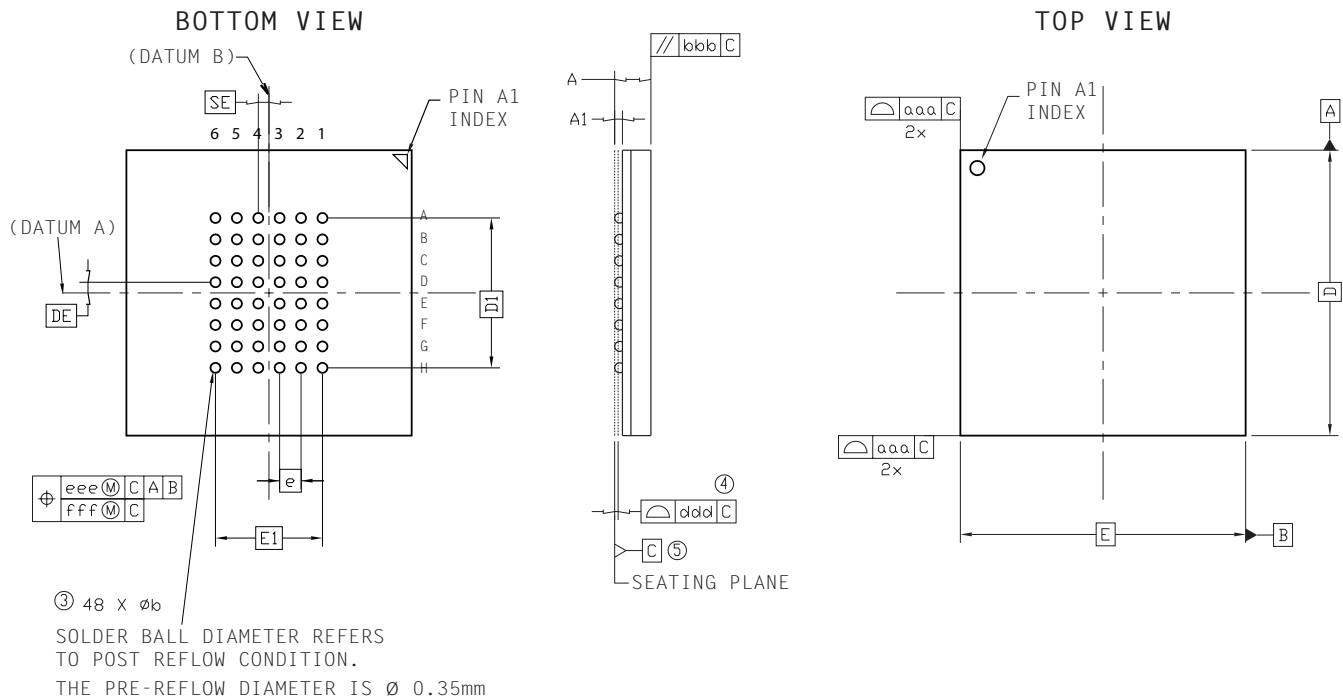 BOTTOM VIEW
(DATUM B)
SE
PIN A1
INDEX
6 5 4 3 2 1
(DATUM A)
A
B
C
D
E
F
G
H
DE
D1
e
eee Ⓜ C A B
fff Ⓜ C
E1
③ 48 X Øb
SOLDER BALL DIAMETER REFERS
TO POST REFLOW CONDITION.
THE PRE-REFLOW DIAMETER IS Ø 0.35mm
// bbb C
A
A1
④
ddd C
C ⑤
SEATING PLANE
TOP VIEW
PIN A1
INDEX
aaa C
2x
A
D
aaa C
2x
E
B